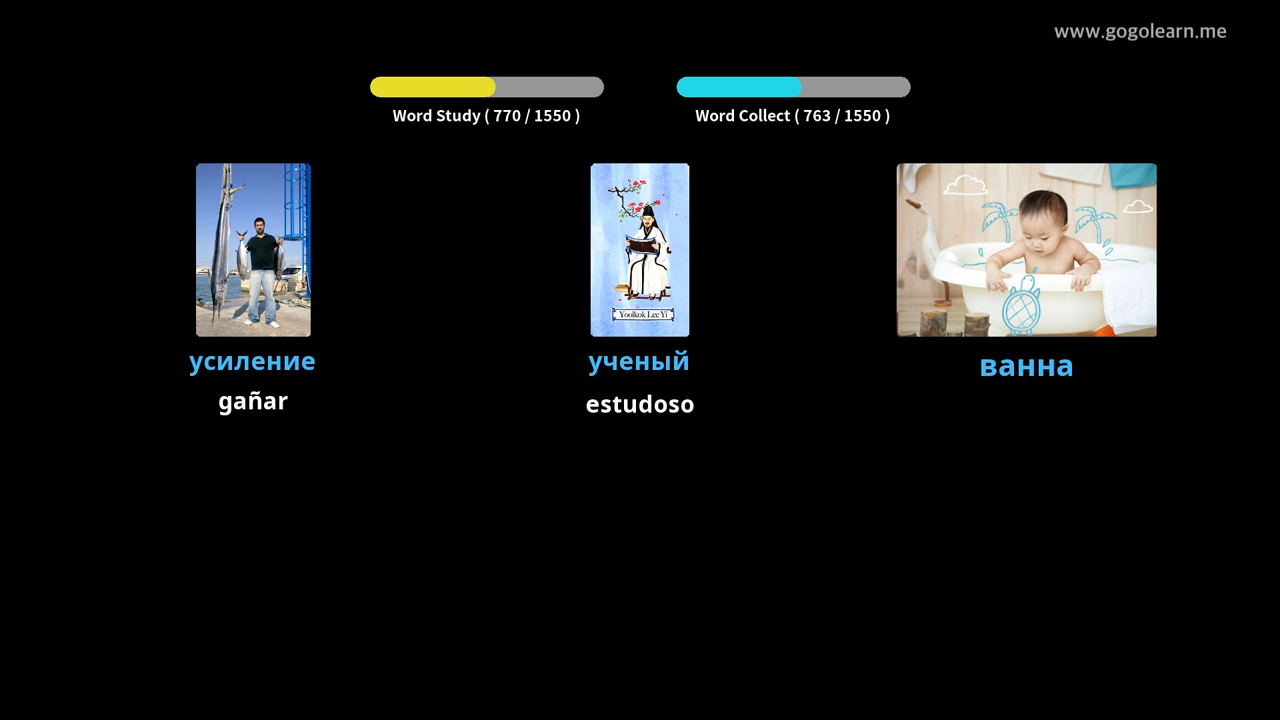 www.gogolearn.me
Word Study ( 770 / 1550 )
Word Collect ( 763 / 1550 )
Yoolkok Lee Yi
усиление
ученый
ванна
gañar
estudoso